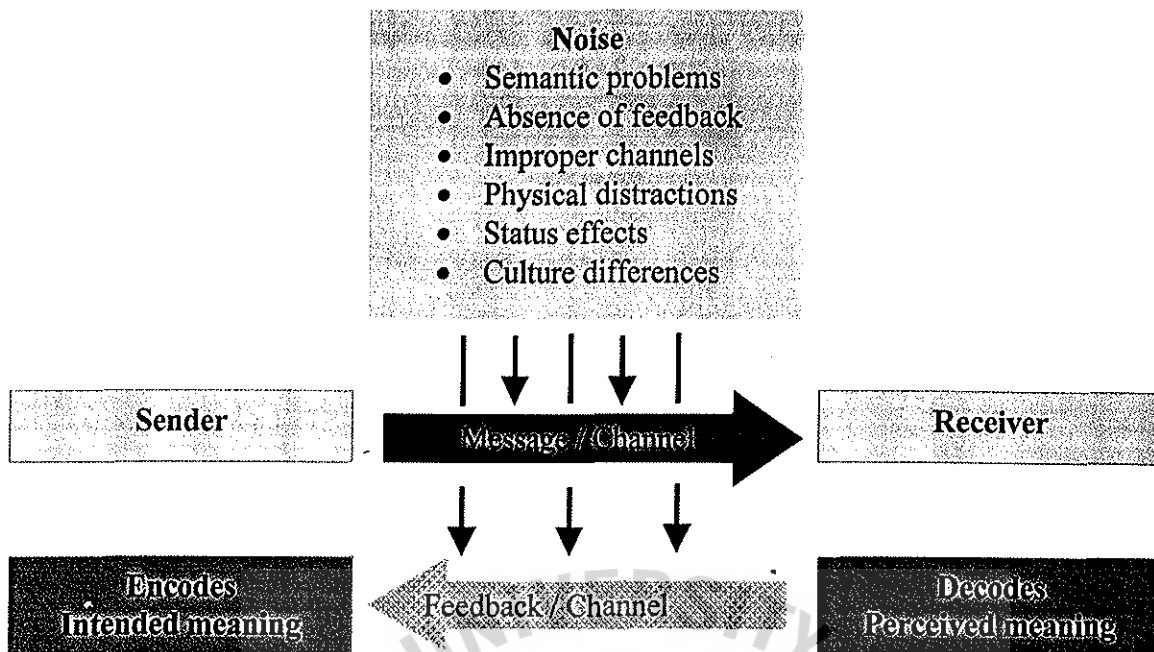 Noise
• Semantic problems
• Absence of feedback
• Improper channels
• Physical distractions
• Status effects
• Culture differences
Sender
Message / Channel
Receiver
Encodes
Intended meaning
Feedback / Channel
Decodes
Perceived meaning
UNIVERSITY